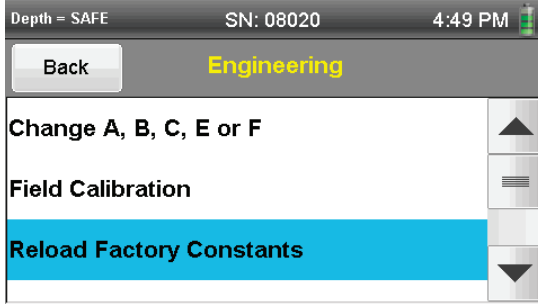 Depth = SAFE SN: 08020 4:49 PM
Back Engineering
Change A, B, C, E or F
Field Calibration
Reload Factory Constants